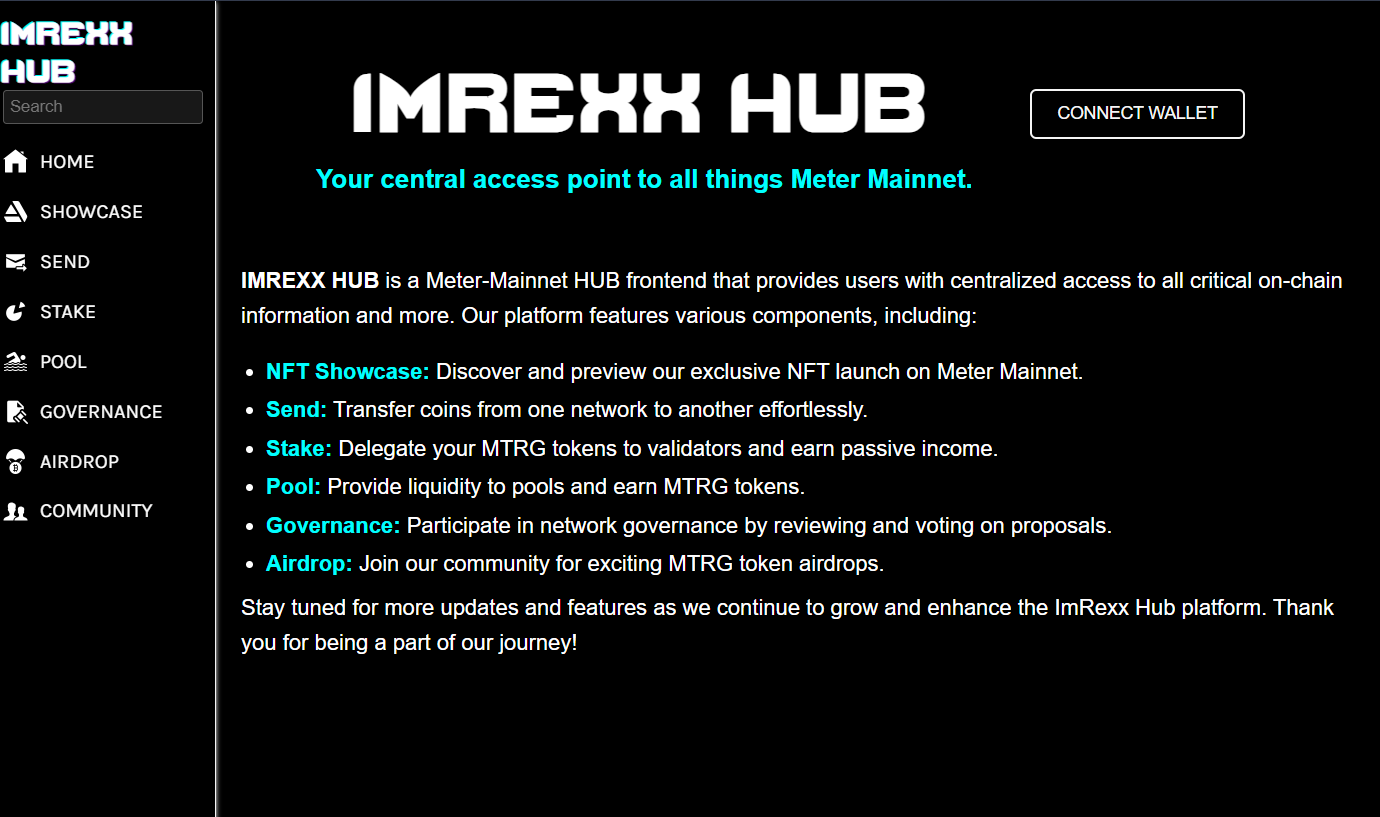 IMREXX
HUB
Search
HOME
SHOWCASE
SEND
STAKE
POOL
GOVERNANCE
AIRDROP
COMMUNITY
IMREXX HUB
CONNECT WALLET
Your central access point to all things Meter Mainnet.
IMREXX HUB is a Meter-Mainnet HUB frontend that provides users with centralized access to all critical on-chain
information and more. Our platform features various components, including:
• NFT Showcase: Discover and preview our exclusive NFT launch on Meter Mainnet.
• Send: Transfer coins from one network to another effortlessly.
• Stake: Delegate your MTRG tokens to validators and earn passive income.
• Pool: Provide liquidity to pools and earn MTRG tokens.
• Governance: Participate in network governance by reviewing and voting on proposals.
• Airdrop: Join our community for exciting MTRG token airdrops.
Stay tuned for more updates and features as we continue to grow and enhance the ImRexx Hub platform. Thank
you for being a part of our journey!